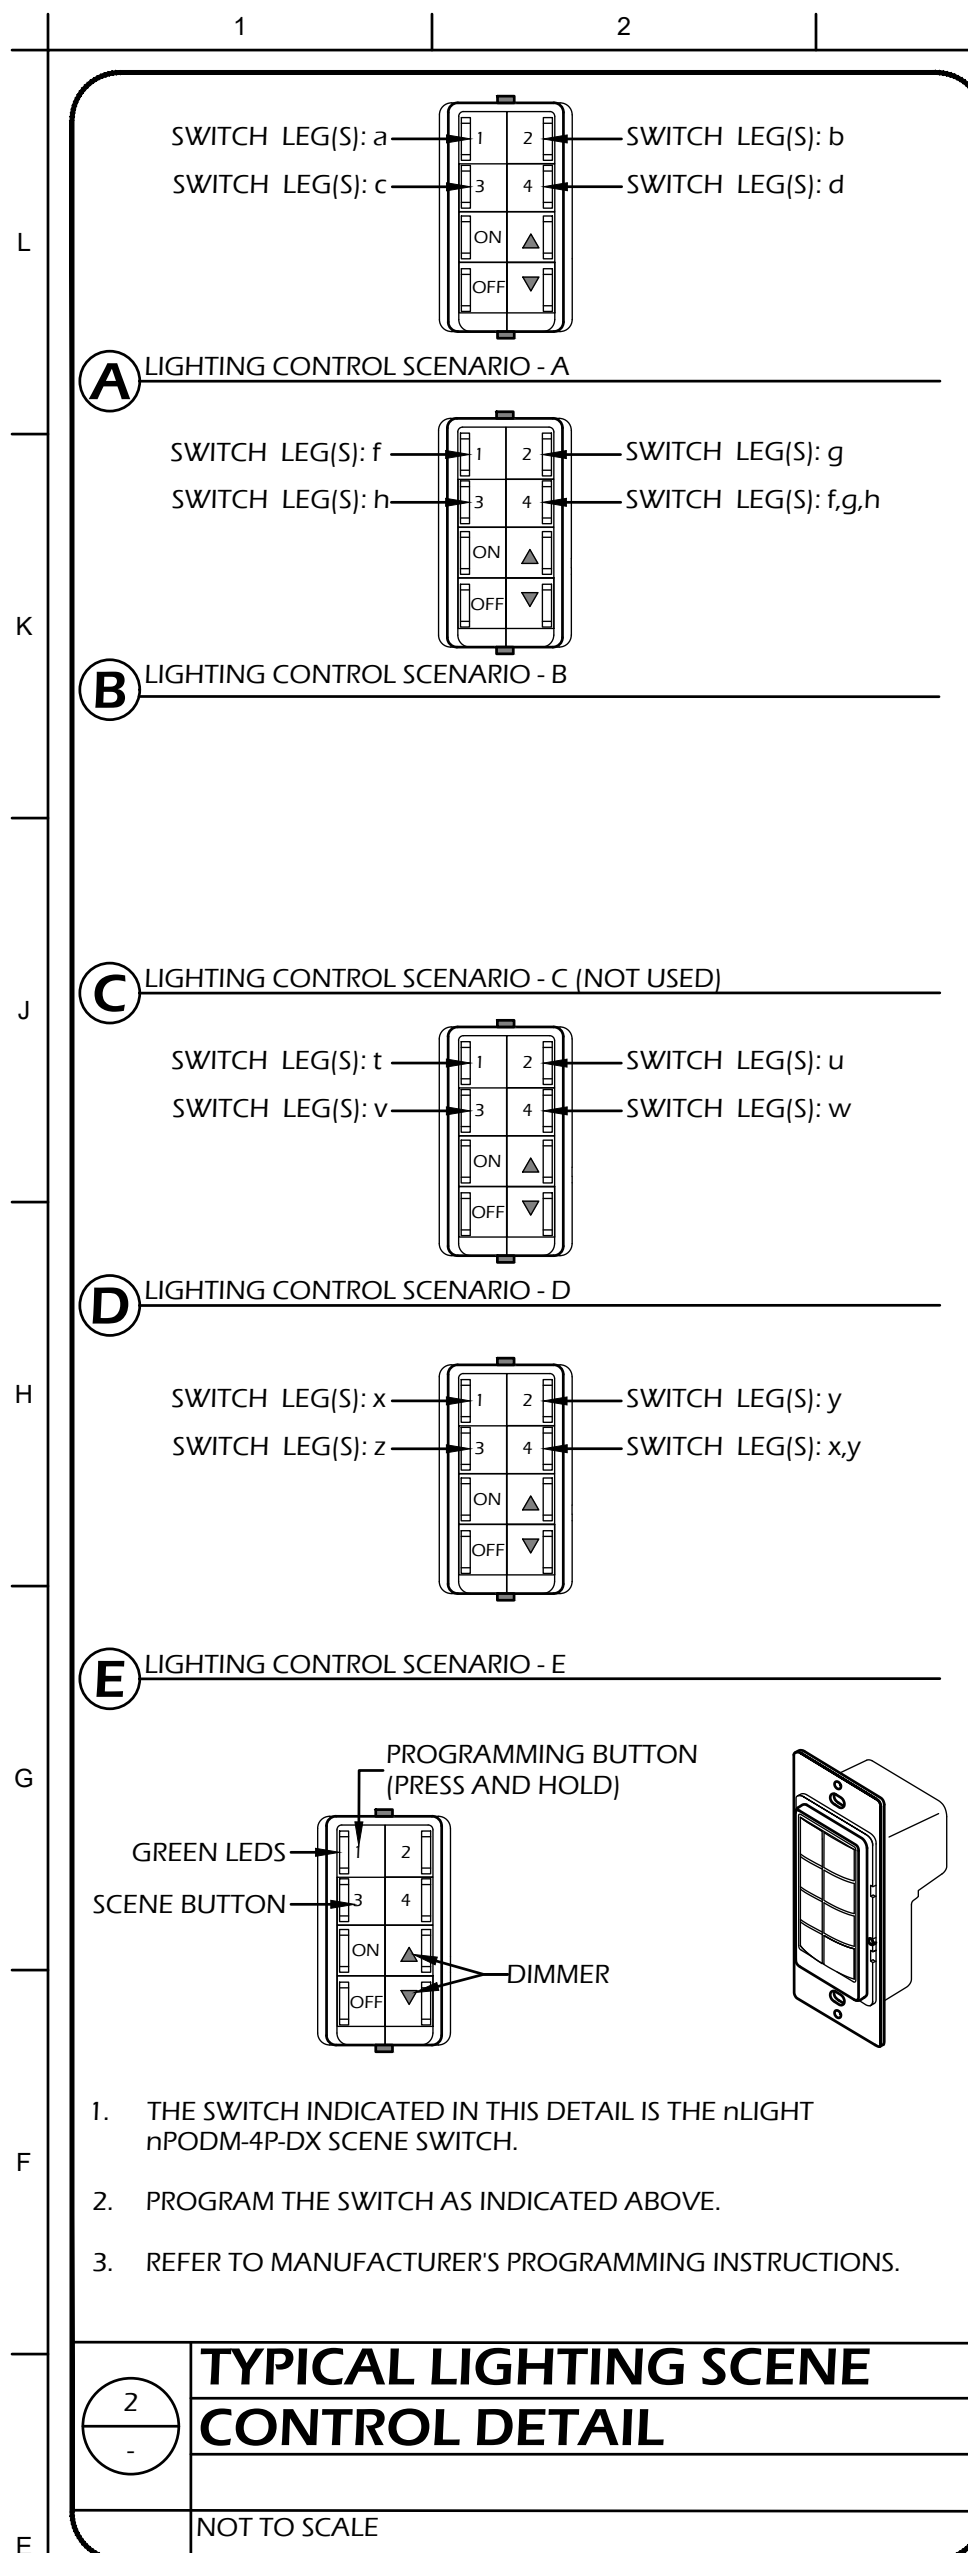 1 2
SWITCH LEG(S): a 1 2 SWITCH LEG(S): b
SWITCH LEG(S): c 3 4 SWITCH LEG(S): d
L
ON
OFF
A LIGHTING CONTROL SCENARIO - A
SWITCH LEG(S): f 1 2 SWITCH LEG(S): g
SWITCH LEG(S): h 3 4 SWITCH LEG(S): f,g,h
ON
OFF
K
B LIGHTING CONTROL SCENARIO - B
C LIGHTING CONTROL SCENARIO - C (NOT USED)
J
SWITCH LEG(S): t 1 2 SWITCH LEG(S): u
SWITCH LEG(S): v 3 4 SWITCH LEG(S): w
ON
OFF
D LIGHTING CONTROL SCENARIO - D
H
SWITCH LEG(S): x 1 2 SWITCH LEG(S): y
SWITCH LEG(S): z 3 4 SWITCH LEG(S): x,y
ON
OFF
E LIGHTING CONTROL SCENARIO - E
G
PROGRAMMING BUTTON
(PRESS AND HOLD)
GREEN LEDS 1 2
SCENE BUTTON 3 4
ON
DIMMER
OFF
1. THE SWITCH INDICATED IN THIS DETAIL IS THE nLIGHT
nPODM-4P-DX SCENE SWITCH.
F
2. PROGRAM THE SWITCH AS INDICATED ABOVE.
3. REFER TO MANUFACTURER'S PROGRAMMING INSTRUCTIONS.
TYPICAL LIGHTING SCENE
2
CONTROL DETAIL
-
NOT TO SCALE
E